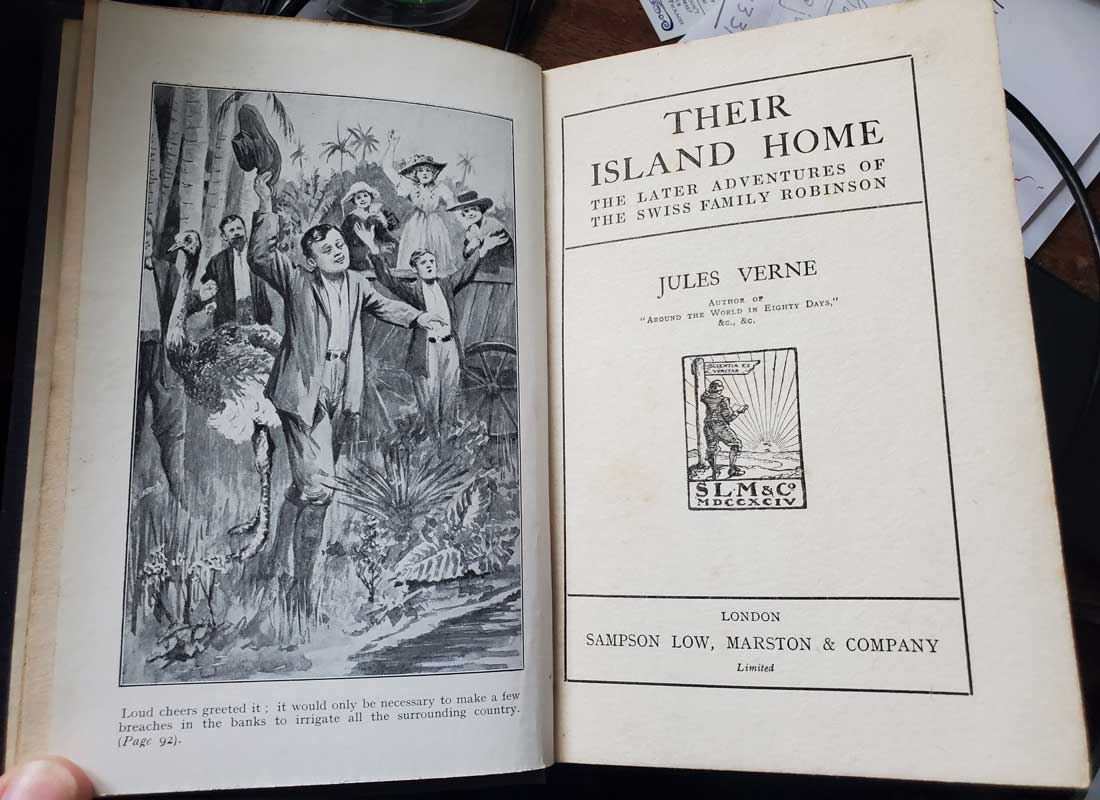 Loud cheers greeted it ; it would only be necessary to make a few
breaches in the banks to irrigate all the surrounding country.
(Page 92).
THEIR
ISLAND HOME
THE LATER ADVENTURES OF
THE SWISS FAMILY ROBINSON
JULES VERNE
AUTHOR OF
"AROUND THE WORLD IN EIGHTY DAYS,"
&c., &c.
SCIENTIA ET
VERITAS
S.L.M & Co
MDCCXCIV
LONDON
SAMPSON LOW, MARSTON & COMPANY
Limited